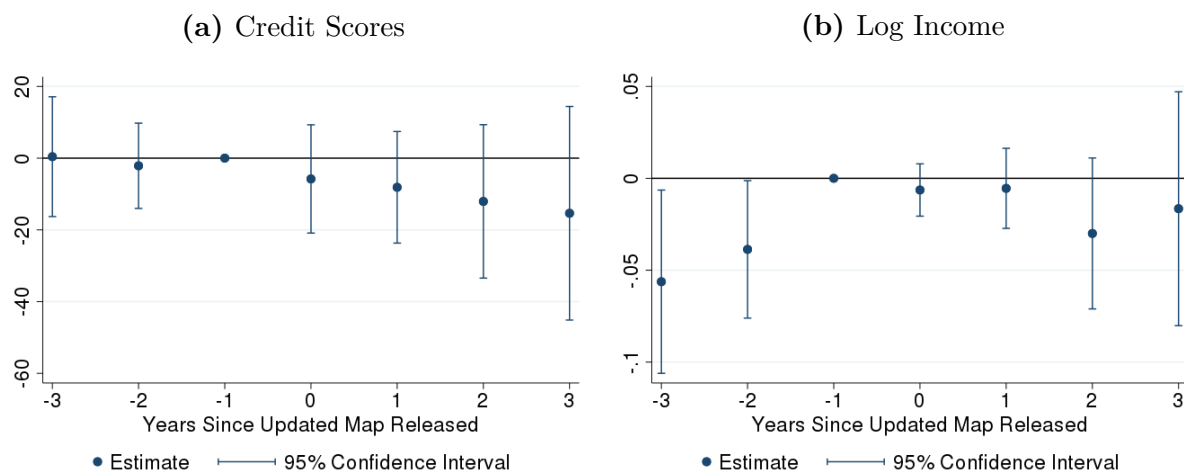 (a) Credit Scores
20
0
-20
-40
-60
-3 -2 -1 0 1 2 3
Years Since Updated Map Released
Estimate 95% Confidence Interval
(b) Log Income
.05
0
-.05
-.1
-3 -2 -1 0 1 2 3
Years Since Updated Map Released
Estimate 95% Confidence Interval